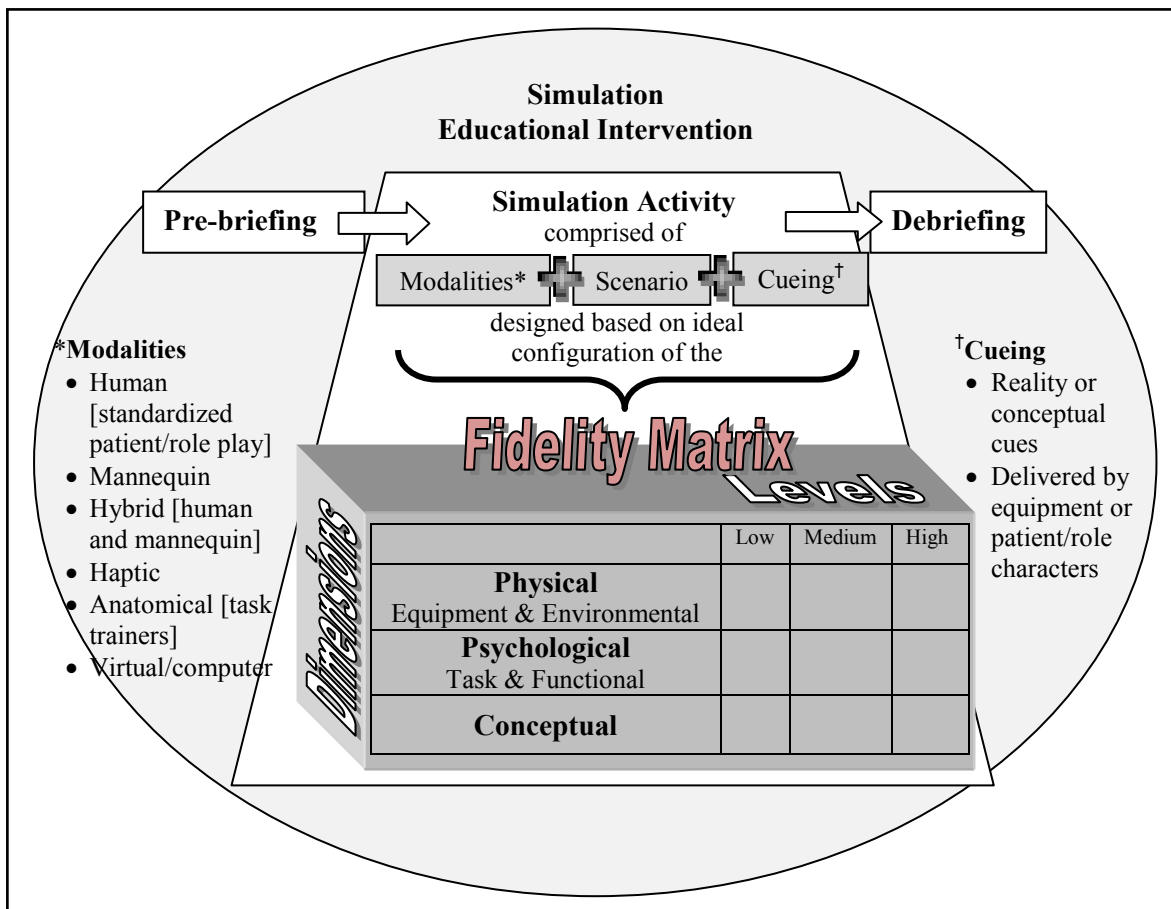 Simulation
Educational Intervention
Pre-briefing
Simulation Activity
comprised of
Debriefing
Modalities* Scenario Cueing†
designed based on ideal
configuration of the
*Modalities
• Human
[standardized
patient/role play]
• Mannequin
• Hybrid [human
and mannequin]
• Haptic
• Anatomical [task
trainers]
• Virtual/computer
†Cueing
• Reality or
conceptual
cues
• Delivered by
equipment or
patient/role
characters
Fidelity Matrix
Levels
Dimensions
Low Medium High
Physical
Equipment & Environmental
Psychological
Task & Functional
Conceptual